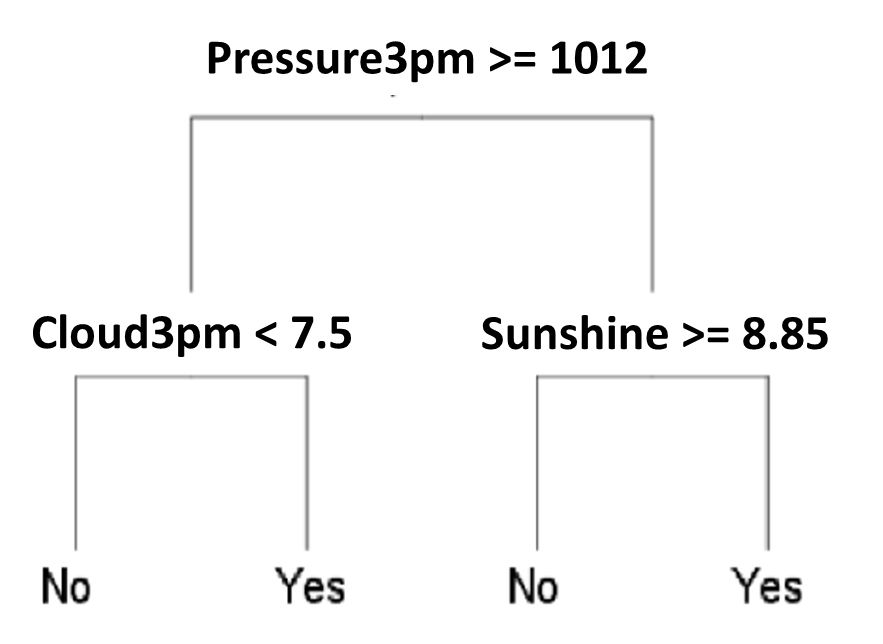 Pressure3pm >= 1012
Cloud3pm < 7.5
Sunshine >= 8.85
No
Yes
No
Yes